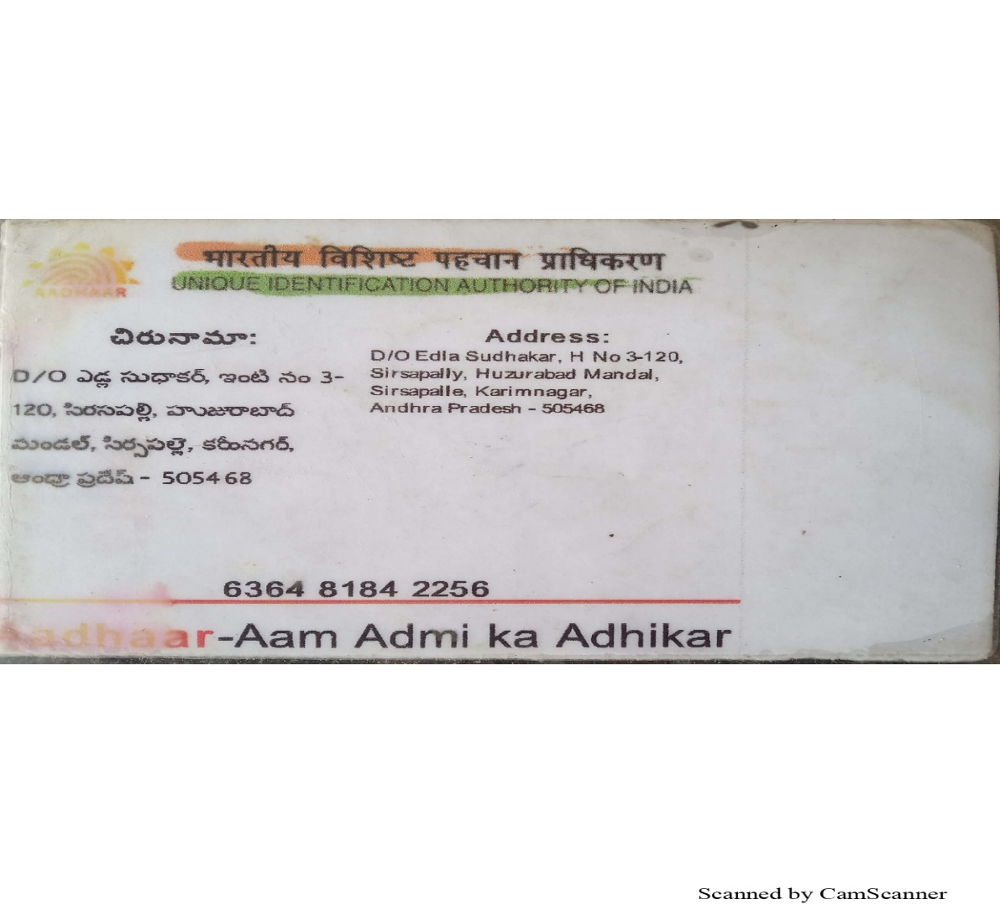 भारतीय विशिष्ट पहचान प्राधिकरण
UNIQUE IDENTIFICATION AUTHORITY OF INDIA
AADHAAR
చిరునామా:
D/O ఎడ్ల సుధాకర్, ఇంటి నం 3-
120, సిరసపల్లి, హుజురాబాద్
మండల్, సిర్సపల్లె, కరీంనగర్,
ఆంధ్రా ప్రదేష్ - 505468
Address:
D/O Edla Sudhakar, H No 3-120,
Sirsapally, Huzurabad Mandal,
Sirsapalle, Karimnagar,
Andhra Pradesh - 505468
6364 8184 2256
Aadhaar-Aam Admi ka Adhikar
Scanned by CamScanner